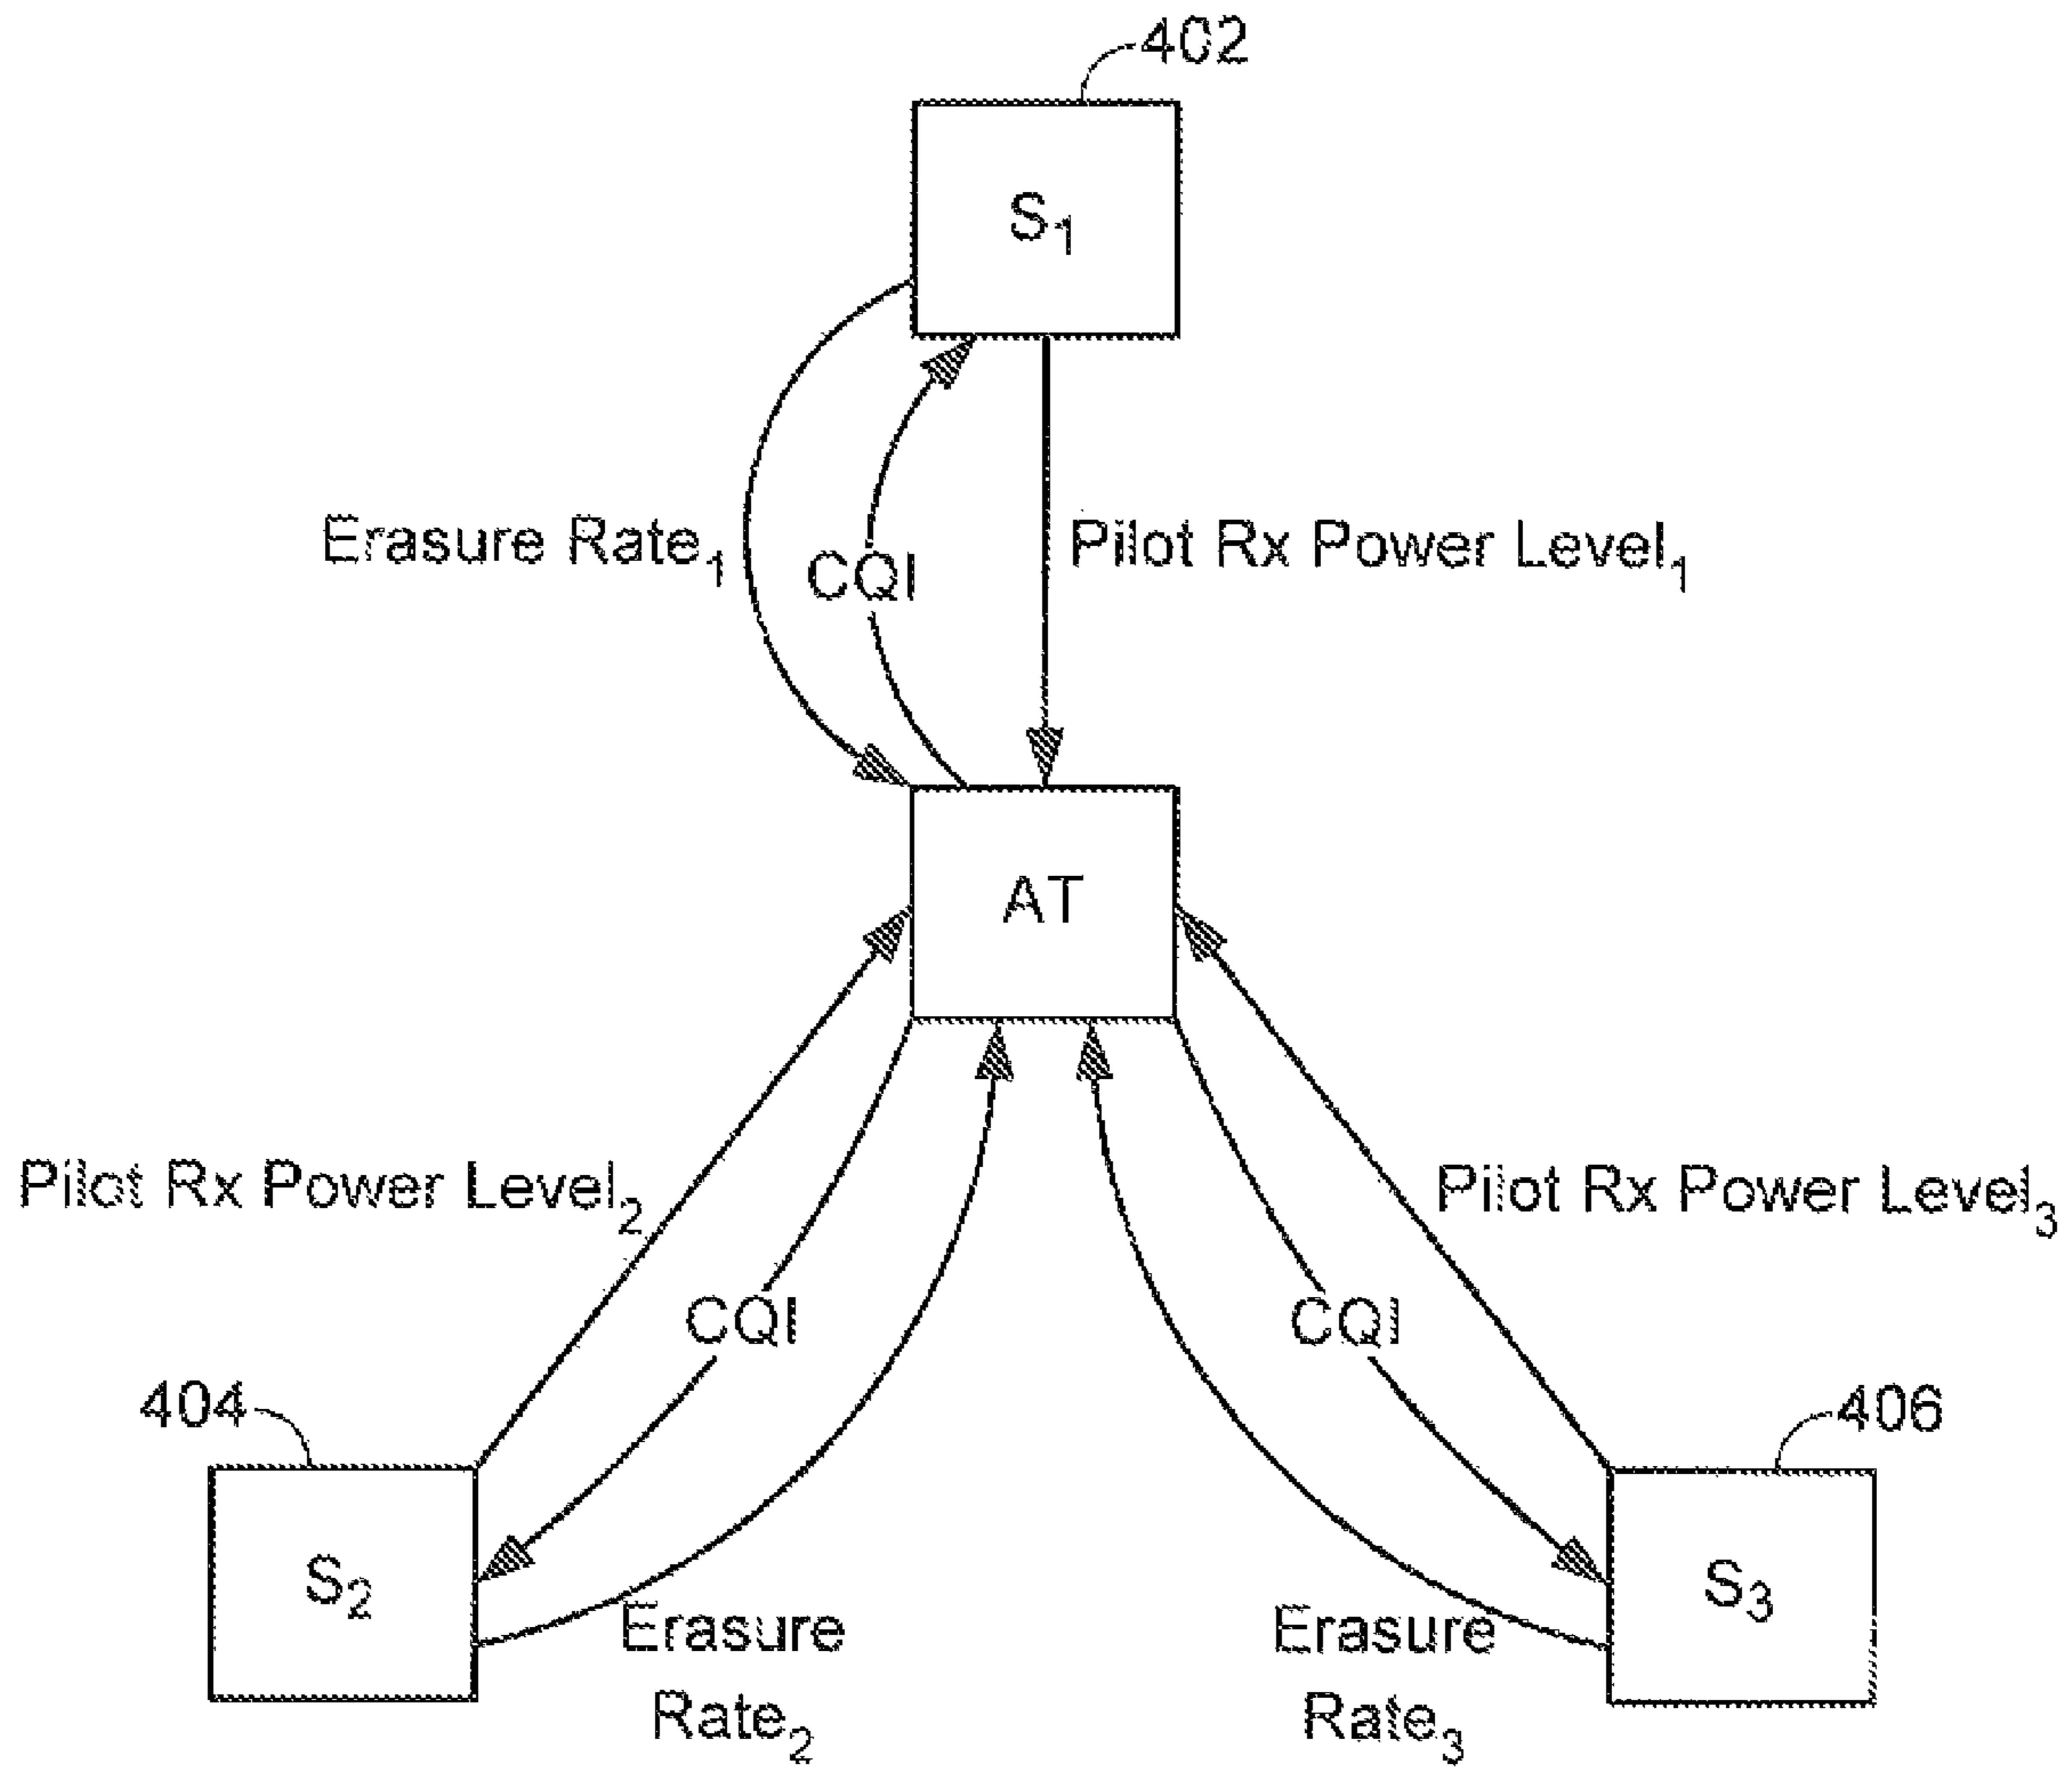 402
S₁
Erasure Rate₁
CQI
Pilot Rx Power Level₁
AT
Pilot Rx Power Level₂
Pilot Rx Power Level₃
CQI
CQI
404
406
S₂
S₃
Erasure
Rate₂
Erasure
Rate₃